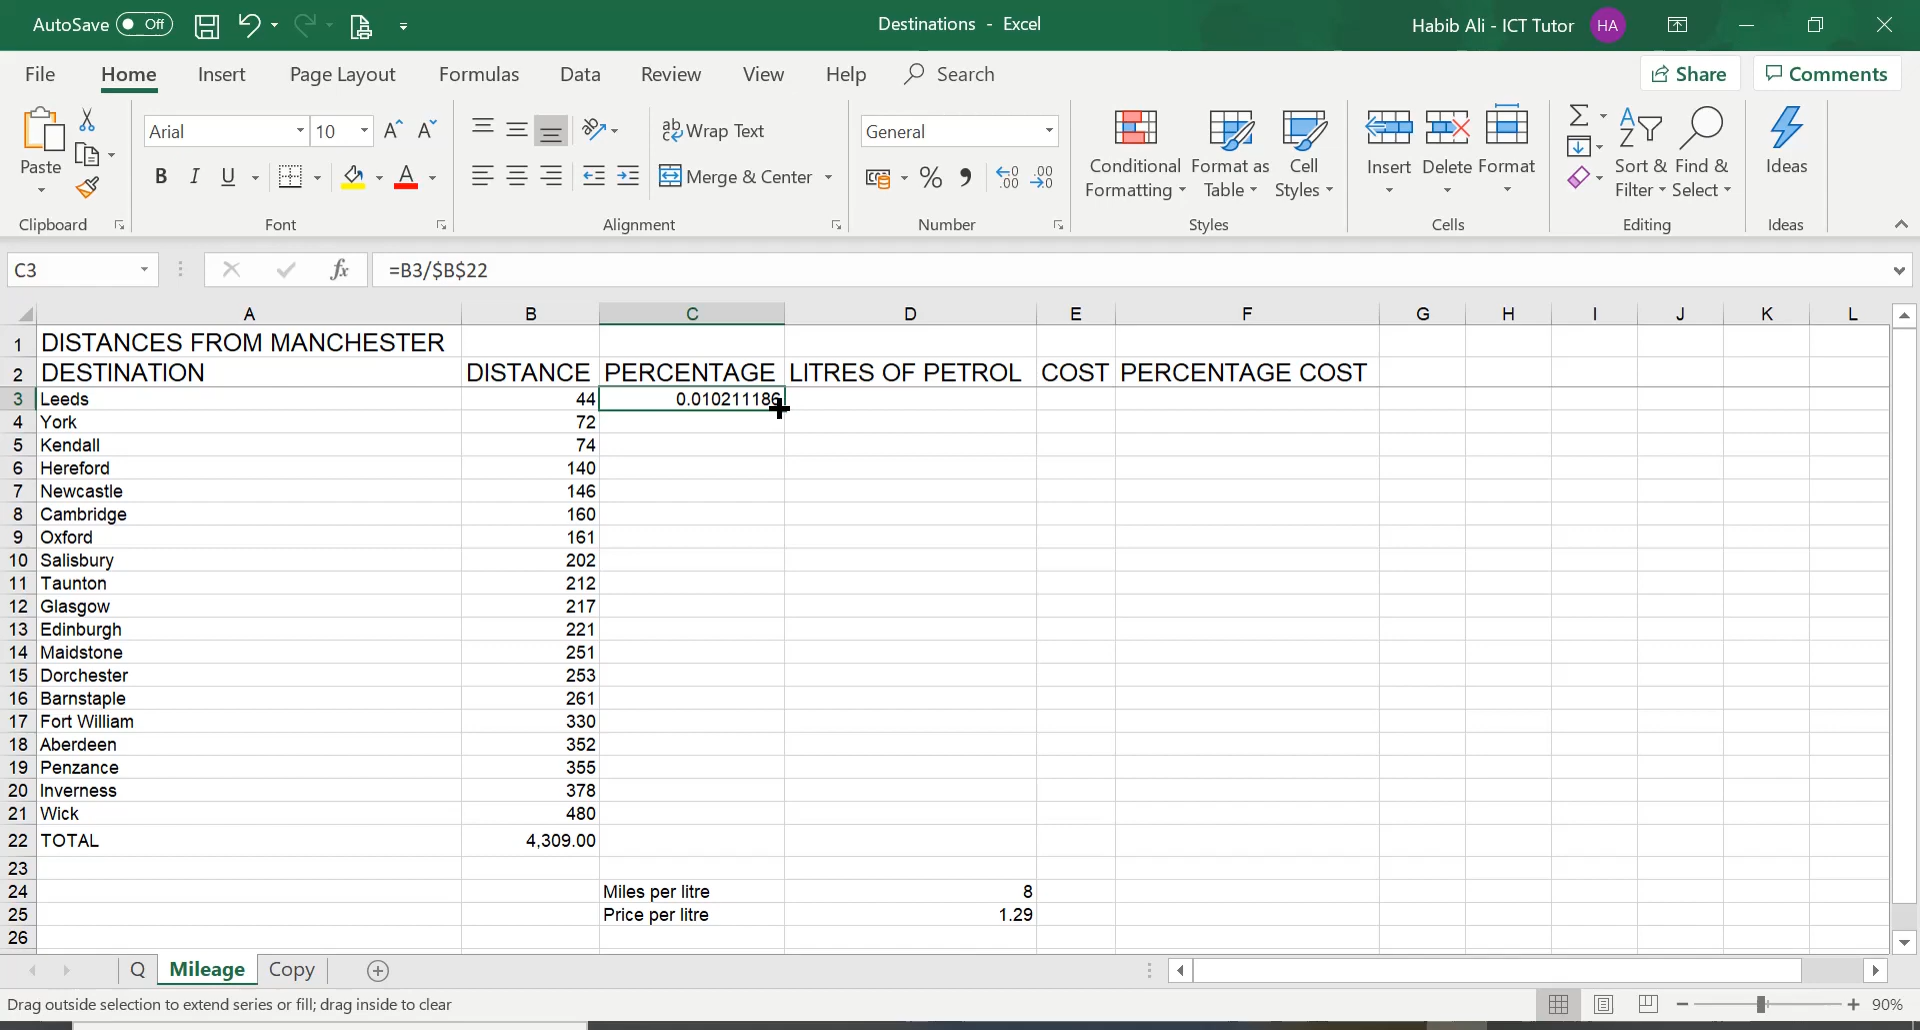 AutoSave Off Destinations - Excel Habib Ali - ICT Tutor HA
File Home Insert Page Layout Formulas Data Review View Help Search Share Comments
Paste Arial 10 Wrap Text General Conditional Formatting Format as Table Cell Styles Insert Delete Format Sort & Filter Find & Select Ideas
B I U A Merge & Center % .00 .00
Clipboard Font Alignment Number Styles Cells Editing Ideas
C3 fx =B3/$B$22
A B C D E F G H I J K L
1 DISTANCES FROM MANCHESTER
2 DESTINATION DISTANCE PERCENTAGE LITRES OF PETROL COST PERCENTAGE COST
3 Leeds 44 0.010211186
4 York 72
5 Kendall 74
6 Hereford 140
7 Newcastle 146
8 Cambridge 160
9 Oxford 161
10 Salisbury 202
11 Taunton 212
12 Glasgow 217
13 Edinburgh 221
14 Maidstone 251
15 Dorchester 253
16 Barnstaple 261
17 Fort William 330
18 Aberdeen 352
19 Penzance 355
20 Inverness 378
21 Wick 480
22 TOTAL 4,309.00
23
24 Miles per litre 8
25 Price per litre 1.29
26
Q Mileage Copy
Drag outside selection to extend series or fill; drag inside to clear 90%